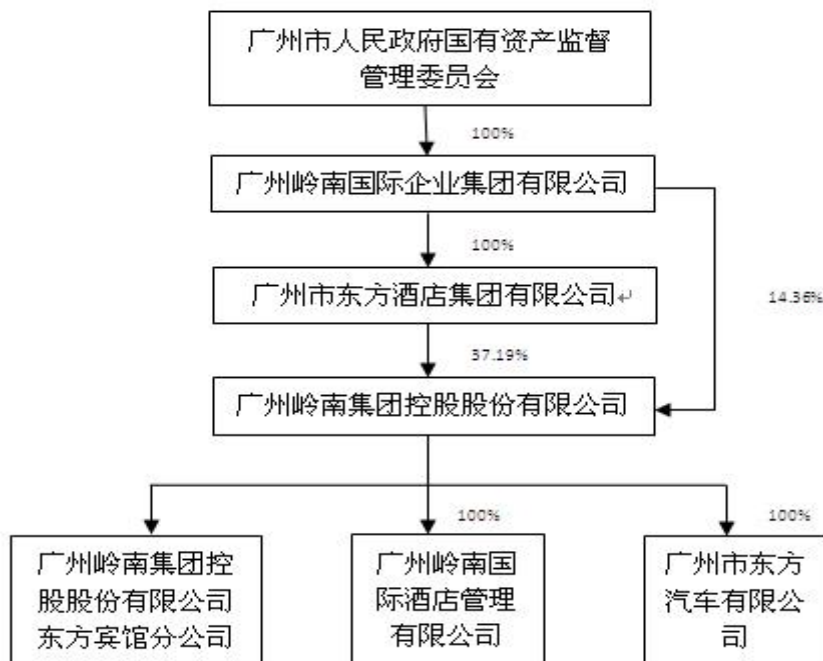 广州市人民政府国有资产监督
管理委员会
100%
广州岭南国际企业集团有限公司
100%
广州市东方酒店集团有限公司↵
14.36%
37.19%
广州岭南集团控股股份有限公司
100%
100%
广州岭南集团控
股股份有限公司
东方宾馆分公司
广州岭南国
际酒店管理
有限公司
广州市东方
汽车有限公
司